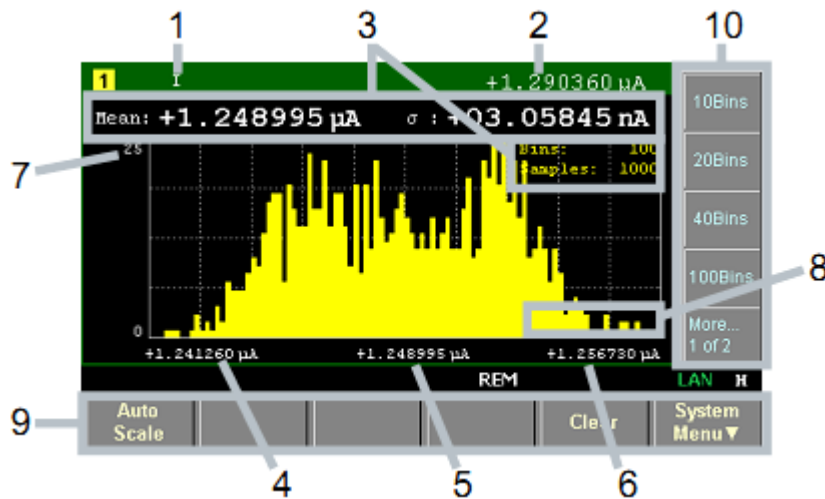 1 3 2 10
1 I +1.290360 µA
Mean: +1.248995 µA σ : +03.05845 nA
10Bins
7 25 Bins: 100
Samples: 1000
20Bins
40Bins
100Bins 8
0 More...
1 of 2
+1.241260 µA +1.248995 µA +1.256730 µA
REM LAN H
9 Auto Scale Clear System Menu▼
4 5 6